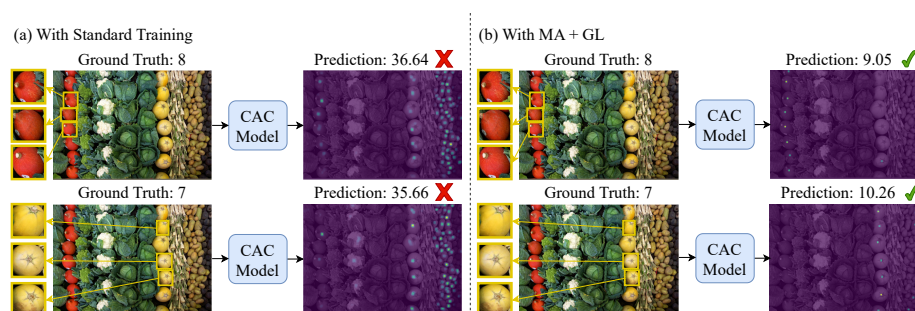 (a) With Standard Training
Ground Truth: 8
Prediction: 36.64
CAC
Model
Ground Truth: 7
Prediction: 35.66
CAC
Model
(b) With MA + GL
Ground Truth: 8
Prediction: 9.05
CAC
Model
Ground Truth: 7
Prediction: 10.26
CAC
Model